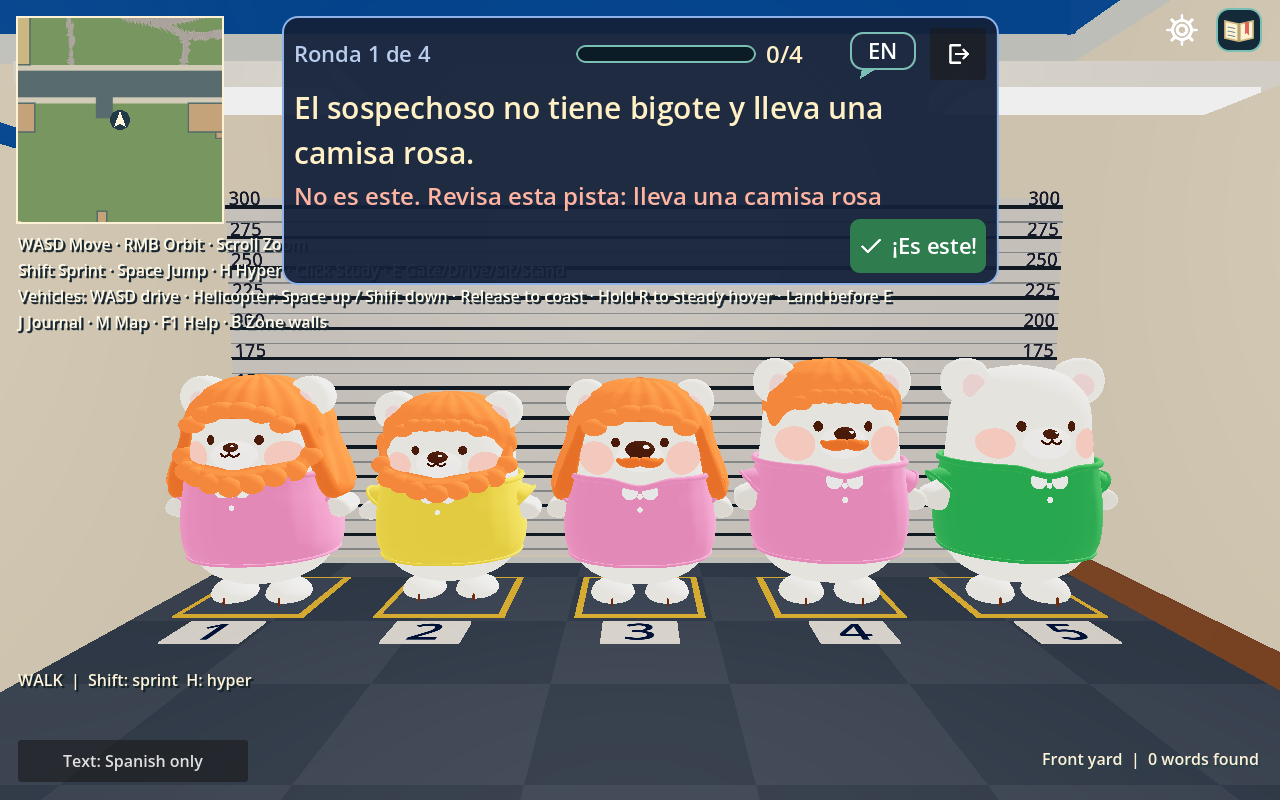 Ronda 1 de 4
0/4
EN
El sospechoso no tiene bigote y lleva una
camisa rosa.
No es este. Revisa esta pista: lleva una camisa rosa
¡Es este!
WASD Move · RMB Orbit · Scroll Zoom
Shift Sprint · Space Jump · H Hyper · Click Study · E Gate/Drive/Sit/Stand
Vehicles: WASD drive · Helicopter: Space up / Shift down · Release to coast · Hold R to steady hover · Land before E
J Journal · M Map · F1 Help · B Zone walls
300 300
275 275
250 250
225 225
200 200
175 175
1 2 3 4 5
WALK | Shift: sprint H: hyper
Text: Spanish only
Front yard | 0 words found